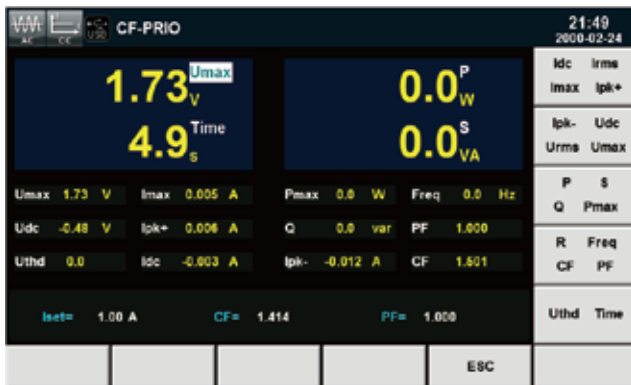 AC CC USB CF-PRIO 21:49
2000-02-24
1.73 V Umax 0.0 W P
4.9 s Time 0.0 VA S
Umax 1.73 V Imax 0.005 A Pmax 0.0 W Freq 0.0 Hz
Udc -0.48 V Ipk+ 0.006 A Q 0.0 var PF 1.000
Uthd 0.0 Idc -0.003 A Ipk- -0.012 A CF 1.601
Iset= 1.00 A CF= 1.414 PF= 1.000
ESC
Idc Irms
Imax Ipk+
Ipk- Udc
Urms Umax
P S
Q Pmax
R Freq
CF PF
Uthd Time